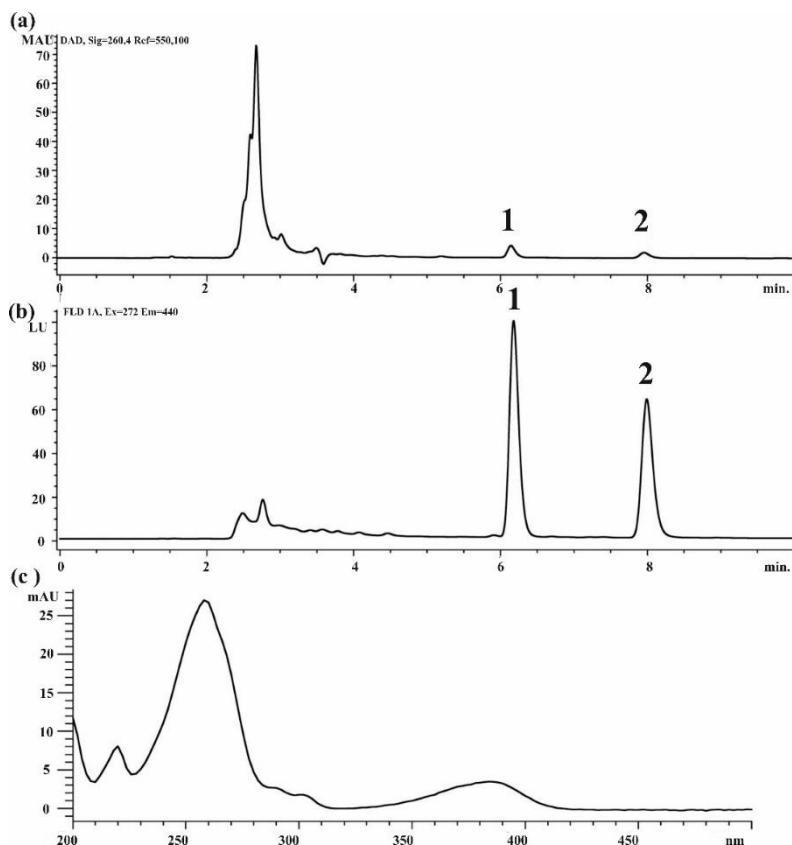 (a)
MAU DAD, Sig=260.4 Ref=550,100
70
60
50
40
30
20
10
0
1
2
0 2 4 6 8 min.
(b)
LU FLD 1A, Ex=272 Em=440
80
60
40
20
0
1
2
0 2 4 6 8 min.
(c )
mAU
25
20
15
10
5
0
200 250 300 350 400 450 nm